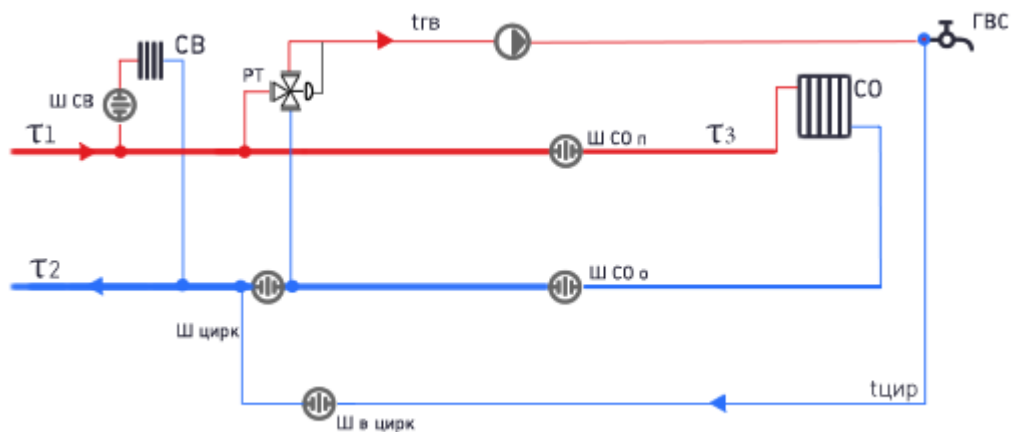 tгв
ГВС
СВ
РТ
СО
Ш СВ
τ1
Ш СО п
τ3
τ2
Ш СО о
Ш цирк
tцир
Ш в цирк